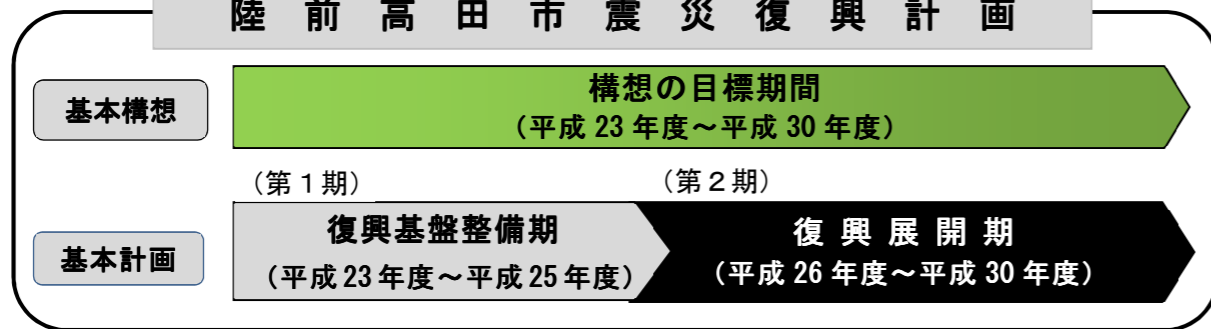 陸前高田市震災復興計画
基本構想
構想の目標期間
（平成 23 年度～平成 30 年度）
（第１期）
（第２期）
基本計画
復興基盤整備期
（平成 23 年度～平成 25 年度）
復興展開期
（平成 26 年度～平成 30 年度）